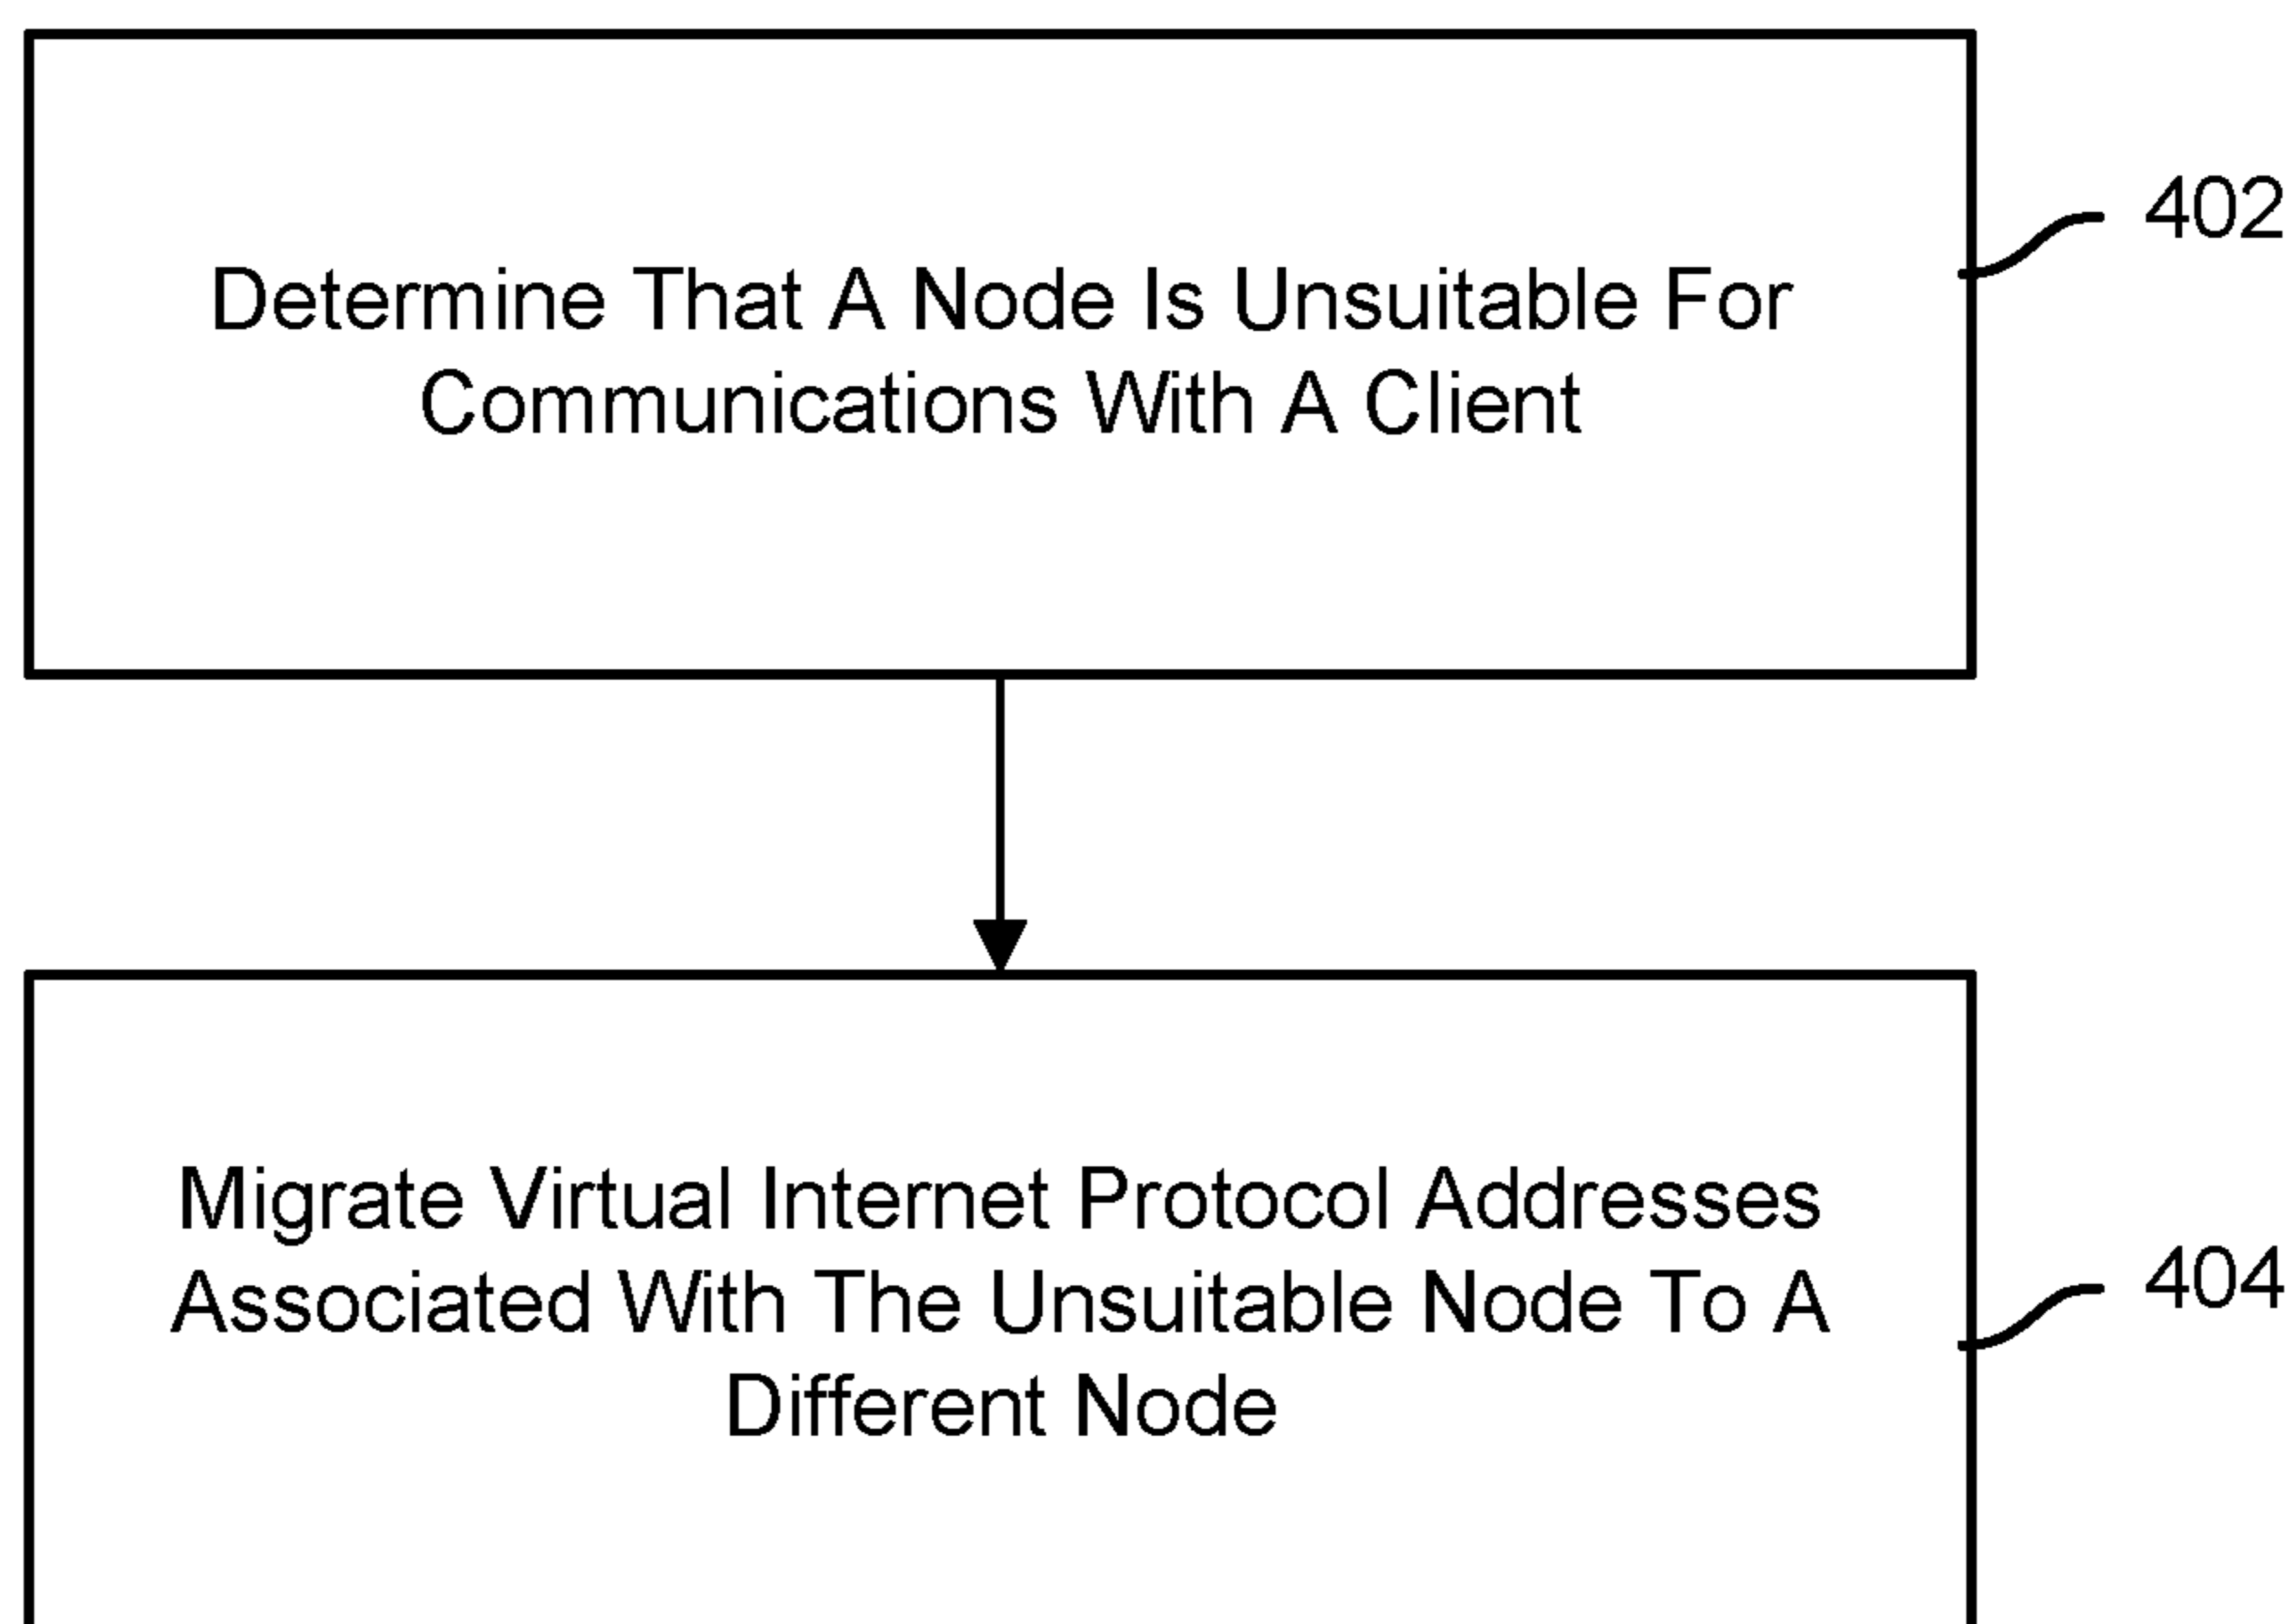 402
Determine That A Node Is Unsuitable For
Communications With A Client
Migrate Virtual Internet Protocol Addresses
404
Associated With The Unsuitable Node To A
Different Node